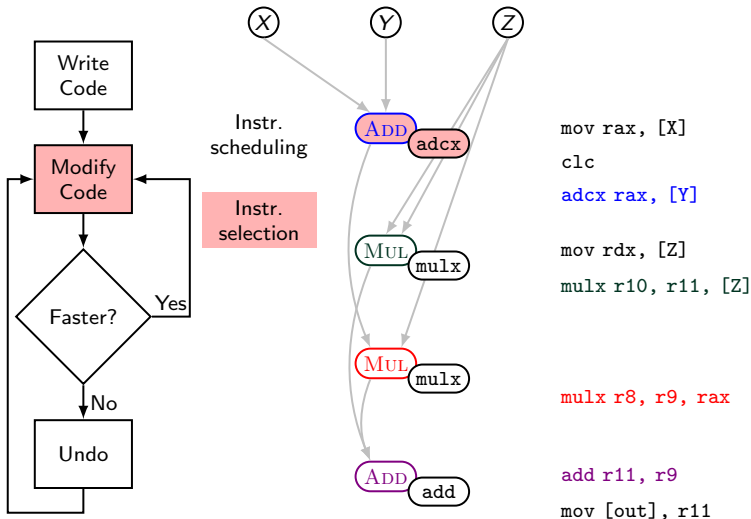 X
Y
Z
Write
Code
Modify
Code
Faster?
Yes
No
Undo
Instr.
scheduling
Instr.
selection
ADD
adcx
MUL
mulx
MUL
mulx
ADD
add
mov rax, [X]
clc
adcx rax, [Y]
mov rdx, [Z]
mulx r10, r11, [Z]
mulx r8, r9, rax
add r11, r9
mov [out], r11